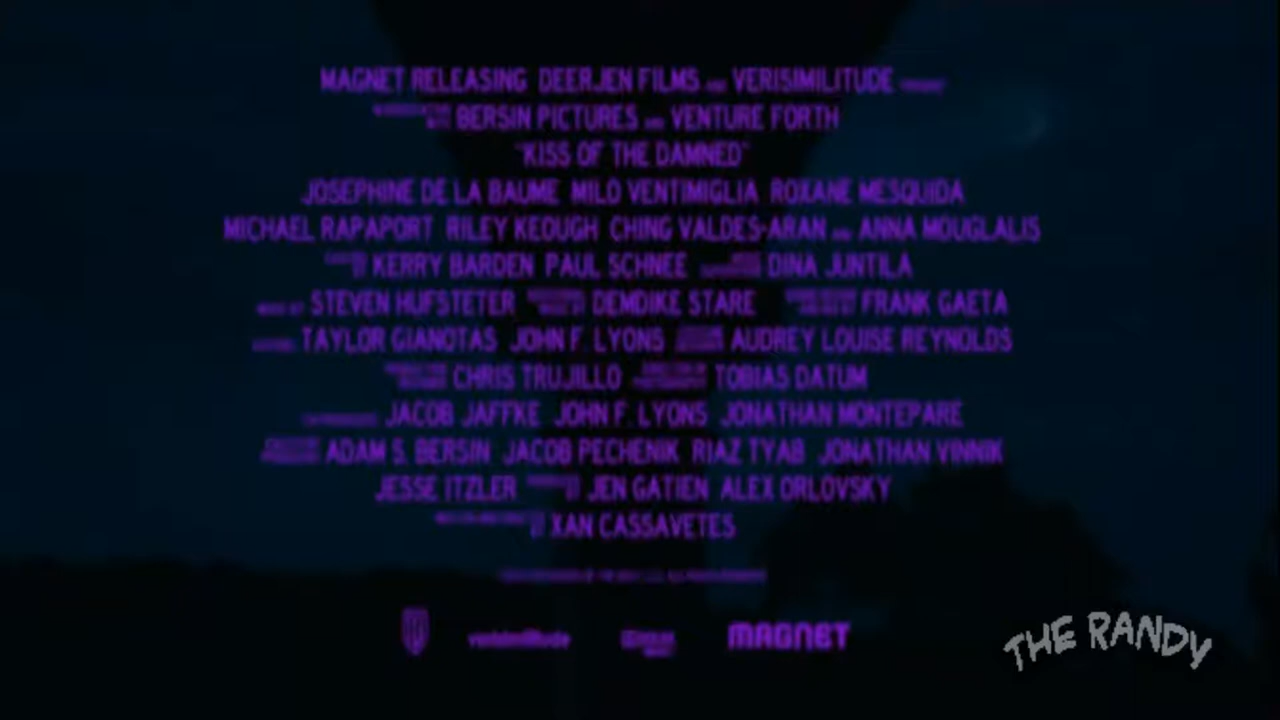 MAGNET RELEASING DEERJEN FILMS AND VERISIMILITUDE
BERSIN PICTURES AND VENTURE FORTH
"KISS OF THE DAMNED"
JOSEPHINE DE LA BAUME MILO VENTIMIGLIA ROXANE MESQUIDA
MICHAEL RAPAPORT RILEY KEOUGH CHING VALDES-ARAN AND ANNA MOUGLALIS
KERRY BARDEN PAUL SCHNEE DINA JUNTILA
STEVEN HUFSTETER DEMDIKE STARE FRANK GAETA
TAYLOR GIANOTAS JOHN F. LYONS AUDREY LOUISE REYNOLDS
CHRIS TRUJILLO TOBIAS DATUM
JACOB JAFFKE JOHN F. LYONS JONATHAN MONTEPARE
ADAM S. BERSIN JACOB PECHENIK RIAZ TYAB JONATHAN VINNIK
JESSE ITZLER JEN GATIEN ALEX ORLOVSKY
XAN CASSAVETES
verisimilitude MAGNET
THE RANDY